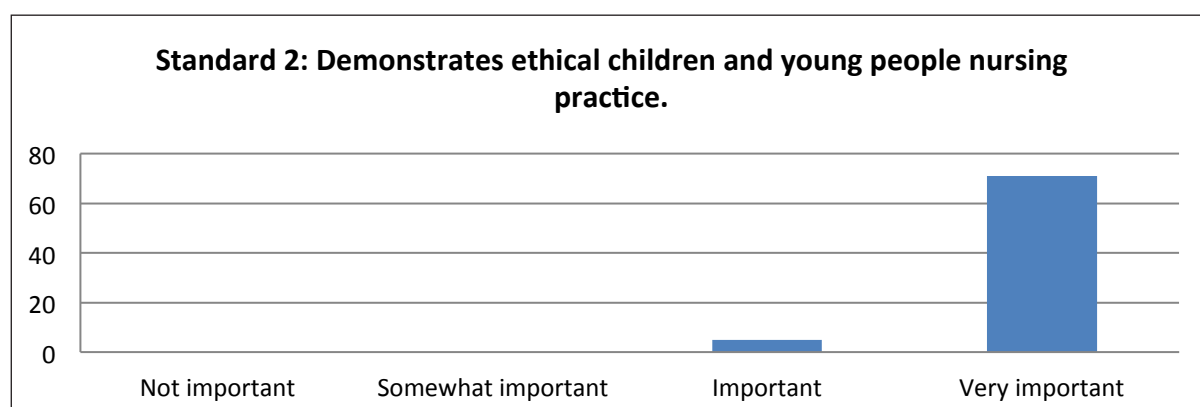 Standard 2: Demonstrates ethical children and young people nursing
practice.
80
60
40
20
0
Not important Somewhat important Important Very important